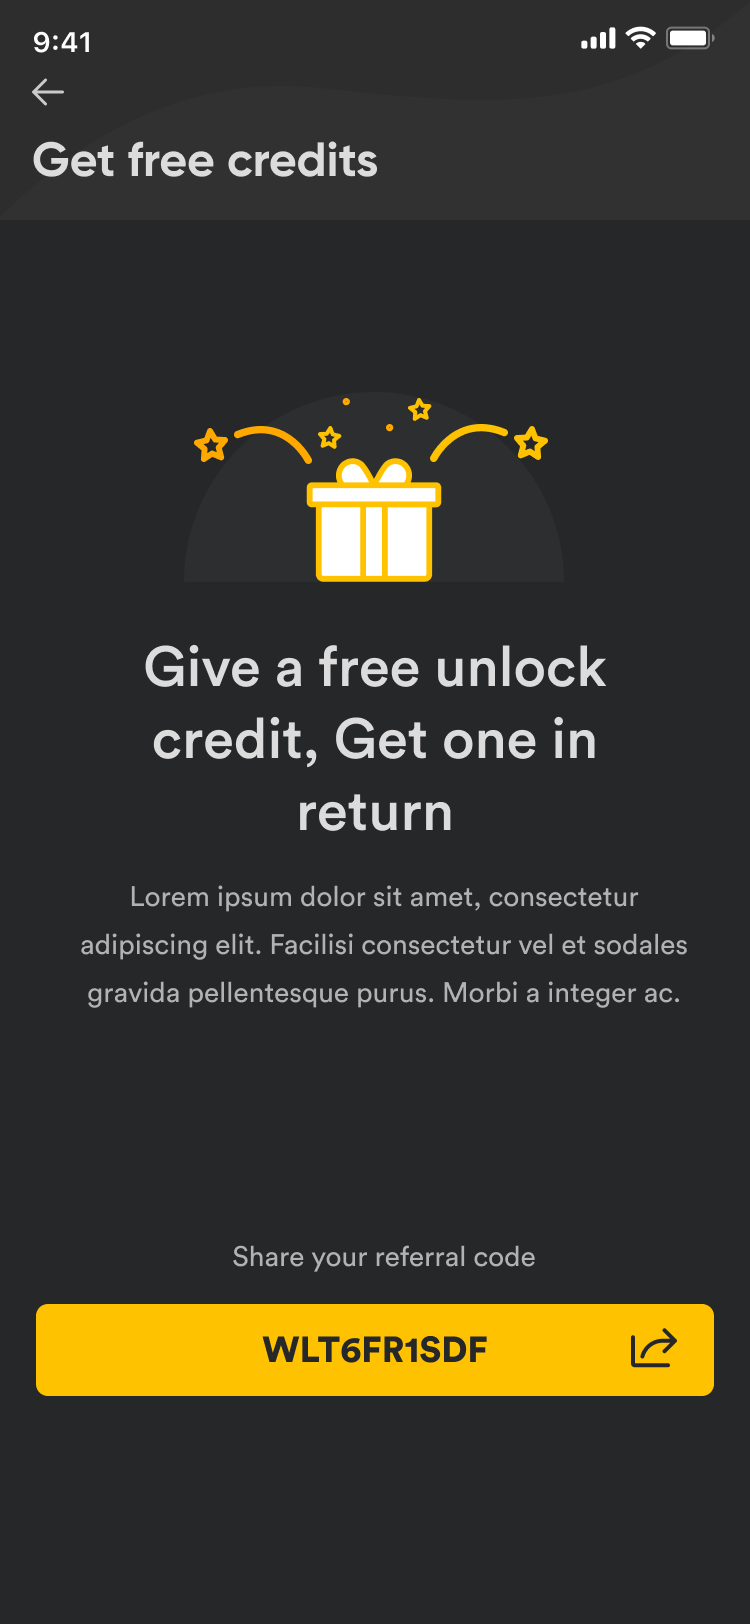 9:41
Get free credits
Give a free unlock
credit, Get one in
return
Lorem ipsum dolor sit amet, consectetur
adipiscing elit. Facilisi consectetur vel et sodales
gravida pellentesque purus. Morbi a integer ac.
Share your referral code
WLT6FR1SDF